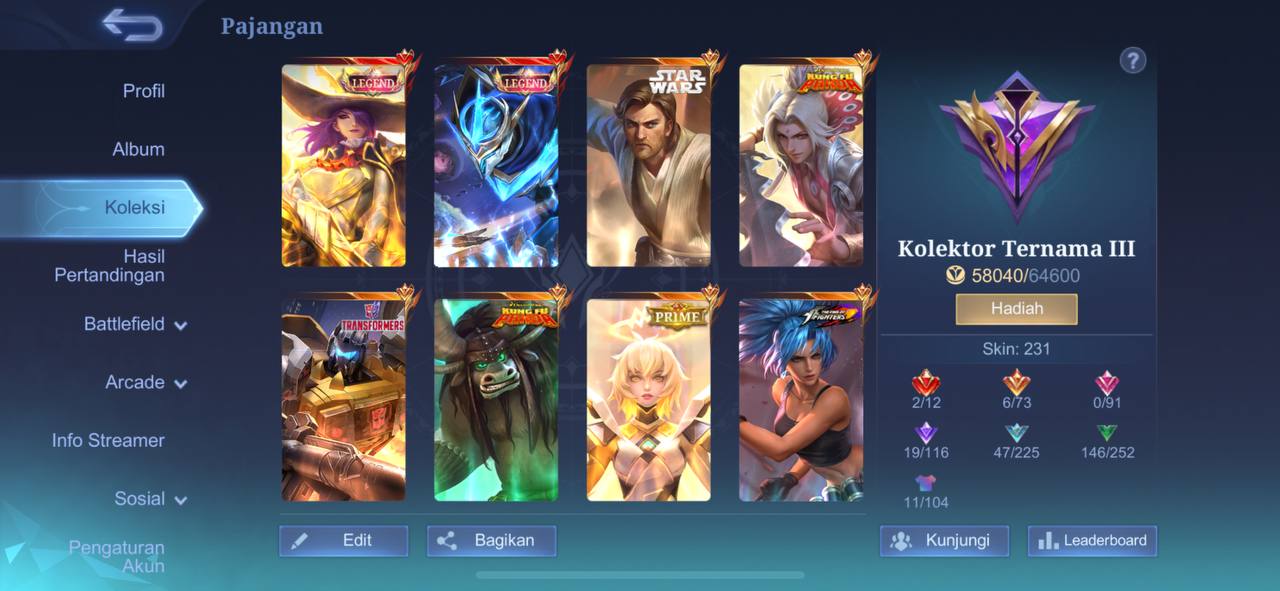 Pajangan
Profil
Album
Koleksi
Hasil
Pertandingan
Battlefield
Arcade
Info Streamer
Sosial
Pengaturan
Akun
LEGEND
LEGEND
STAR
WARS
KUNG FU
PANDA
TRANSFORMERS
KUNG FU
PANDA
PRIME
THE KING OF
FIGHTERS
Edit
Bagikan
?
Kolektor Ternama III
58040/64600
Hadiah
Skin: 231
2/12
6/73
0/91
19/116
47/225
146/252
11/104
Kunjungi
Leaderboard